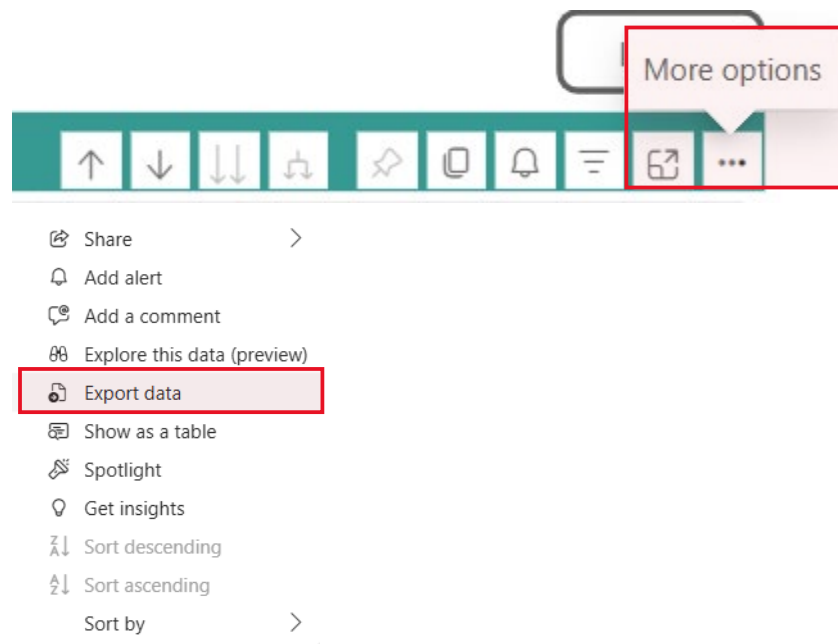 More options
Share
Add alert
Add a comment
Explore this data (preview)
Export data
Show as a table
Spotlight
Get insights
Sort descending
Sort ascending
Sort by